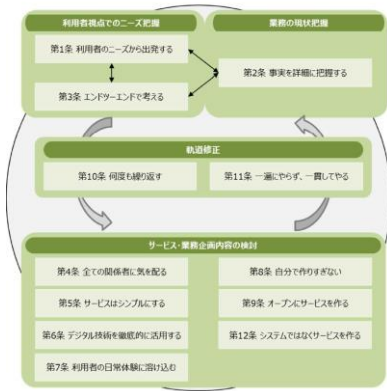 利用者視点でのニーズ把握
第1条 利用者のニーズから出発する
第3条 エンドツーエンドで考える
業務の現状把握
第2条 事実を詳細に把握する
軌道修正
第10条 何度も繰り返す
第11条 一遍にやらず、一貫してやる
サービス・業務企画内容の検討
第4条 全ての関係者に気を配る
第5条 サービスはシンプルにする
第6条 デジタル技術を徹底的に活用する
第7条 利用者の日常体験に溶け込む
第8条 自分で作りすぎない
第9条 オープンにサービスを作る
第12条 システムではなくサービスを作る